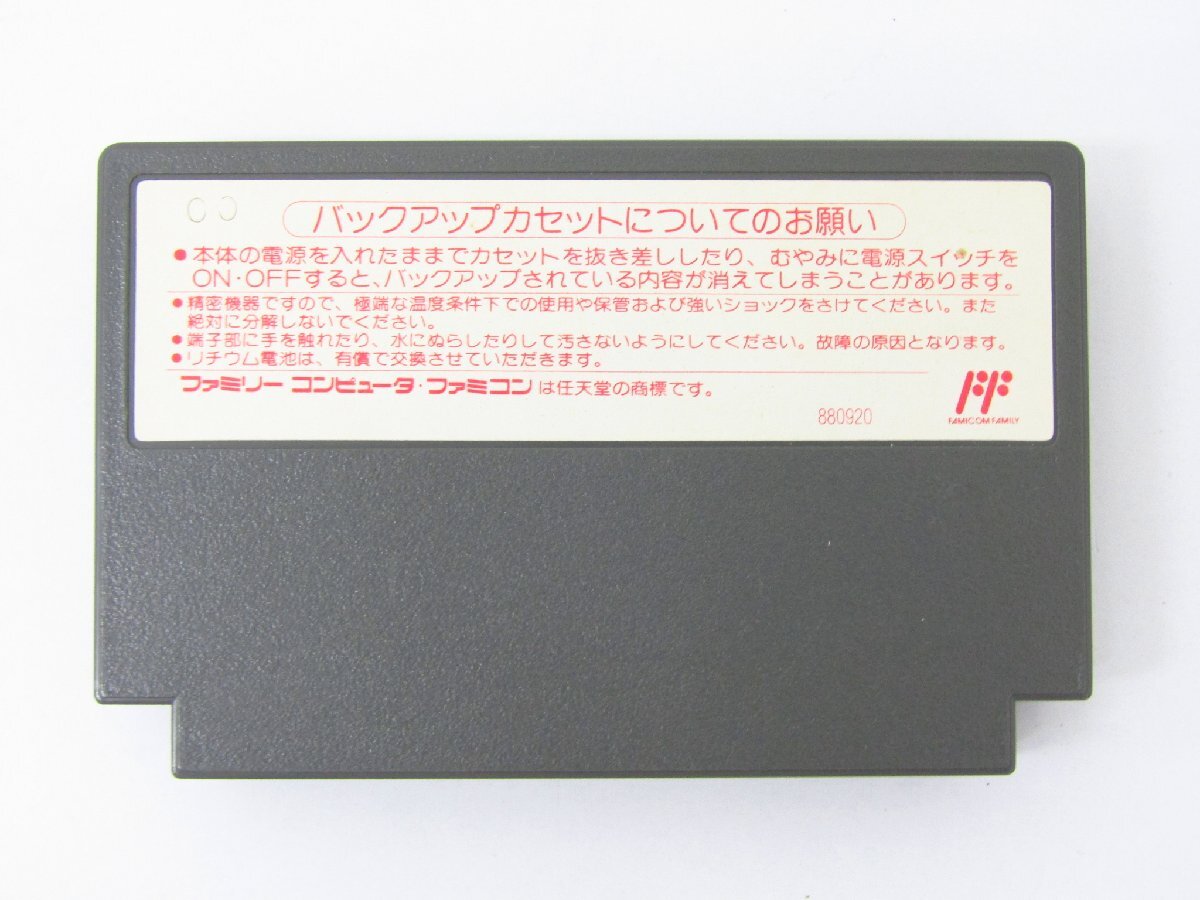 バックアップカセットについてのお願い
●本体の電源を入れたままでカセットを抜き差ししたり、むやみに電源スイッチを
ON・OFFすると、バックアップされている内容が消えてしまうことがあります。
●精密機器ですので、極端な温度条件下での使用や保管および強いショックをさけてください。また
絶対に分解しないでください。
●端子部に手を触れたり、水にぬらしたりして汚さないようにしてください。故障の原因となります。
●リチウム電池は、有償で交換させていただきます。
ファミリー コンピュータ・ファミコンは任天堂の商標です。
880920
FAMICOM FAMILY